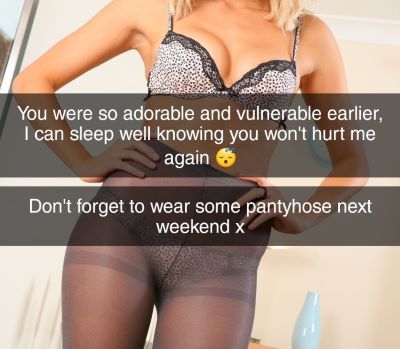 You were so adorable and vulnerable earlier,
I can sleep well knowing you won't hurt me
again 😴
Don't forget to wear some pantyhose next
weekend x